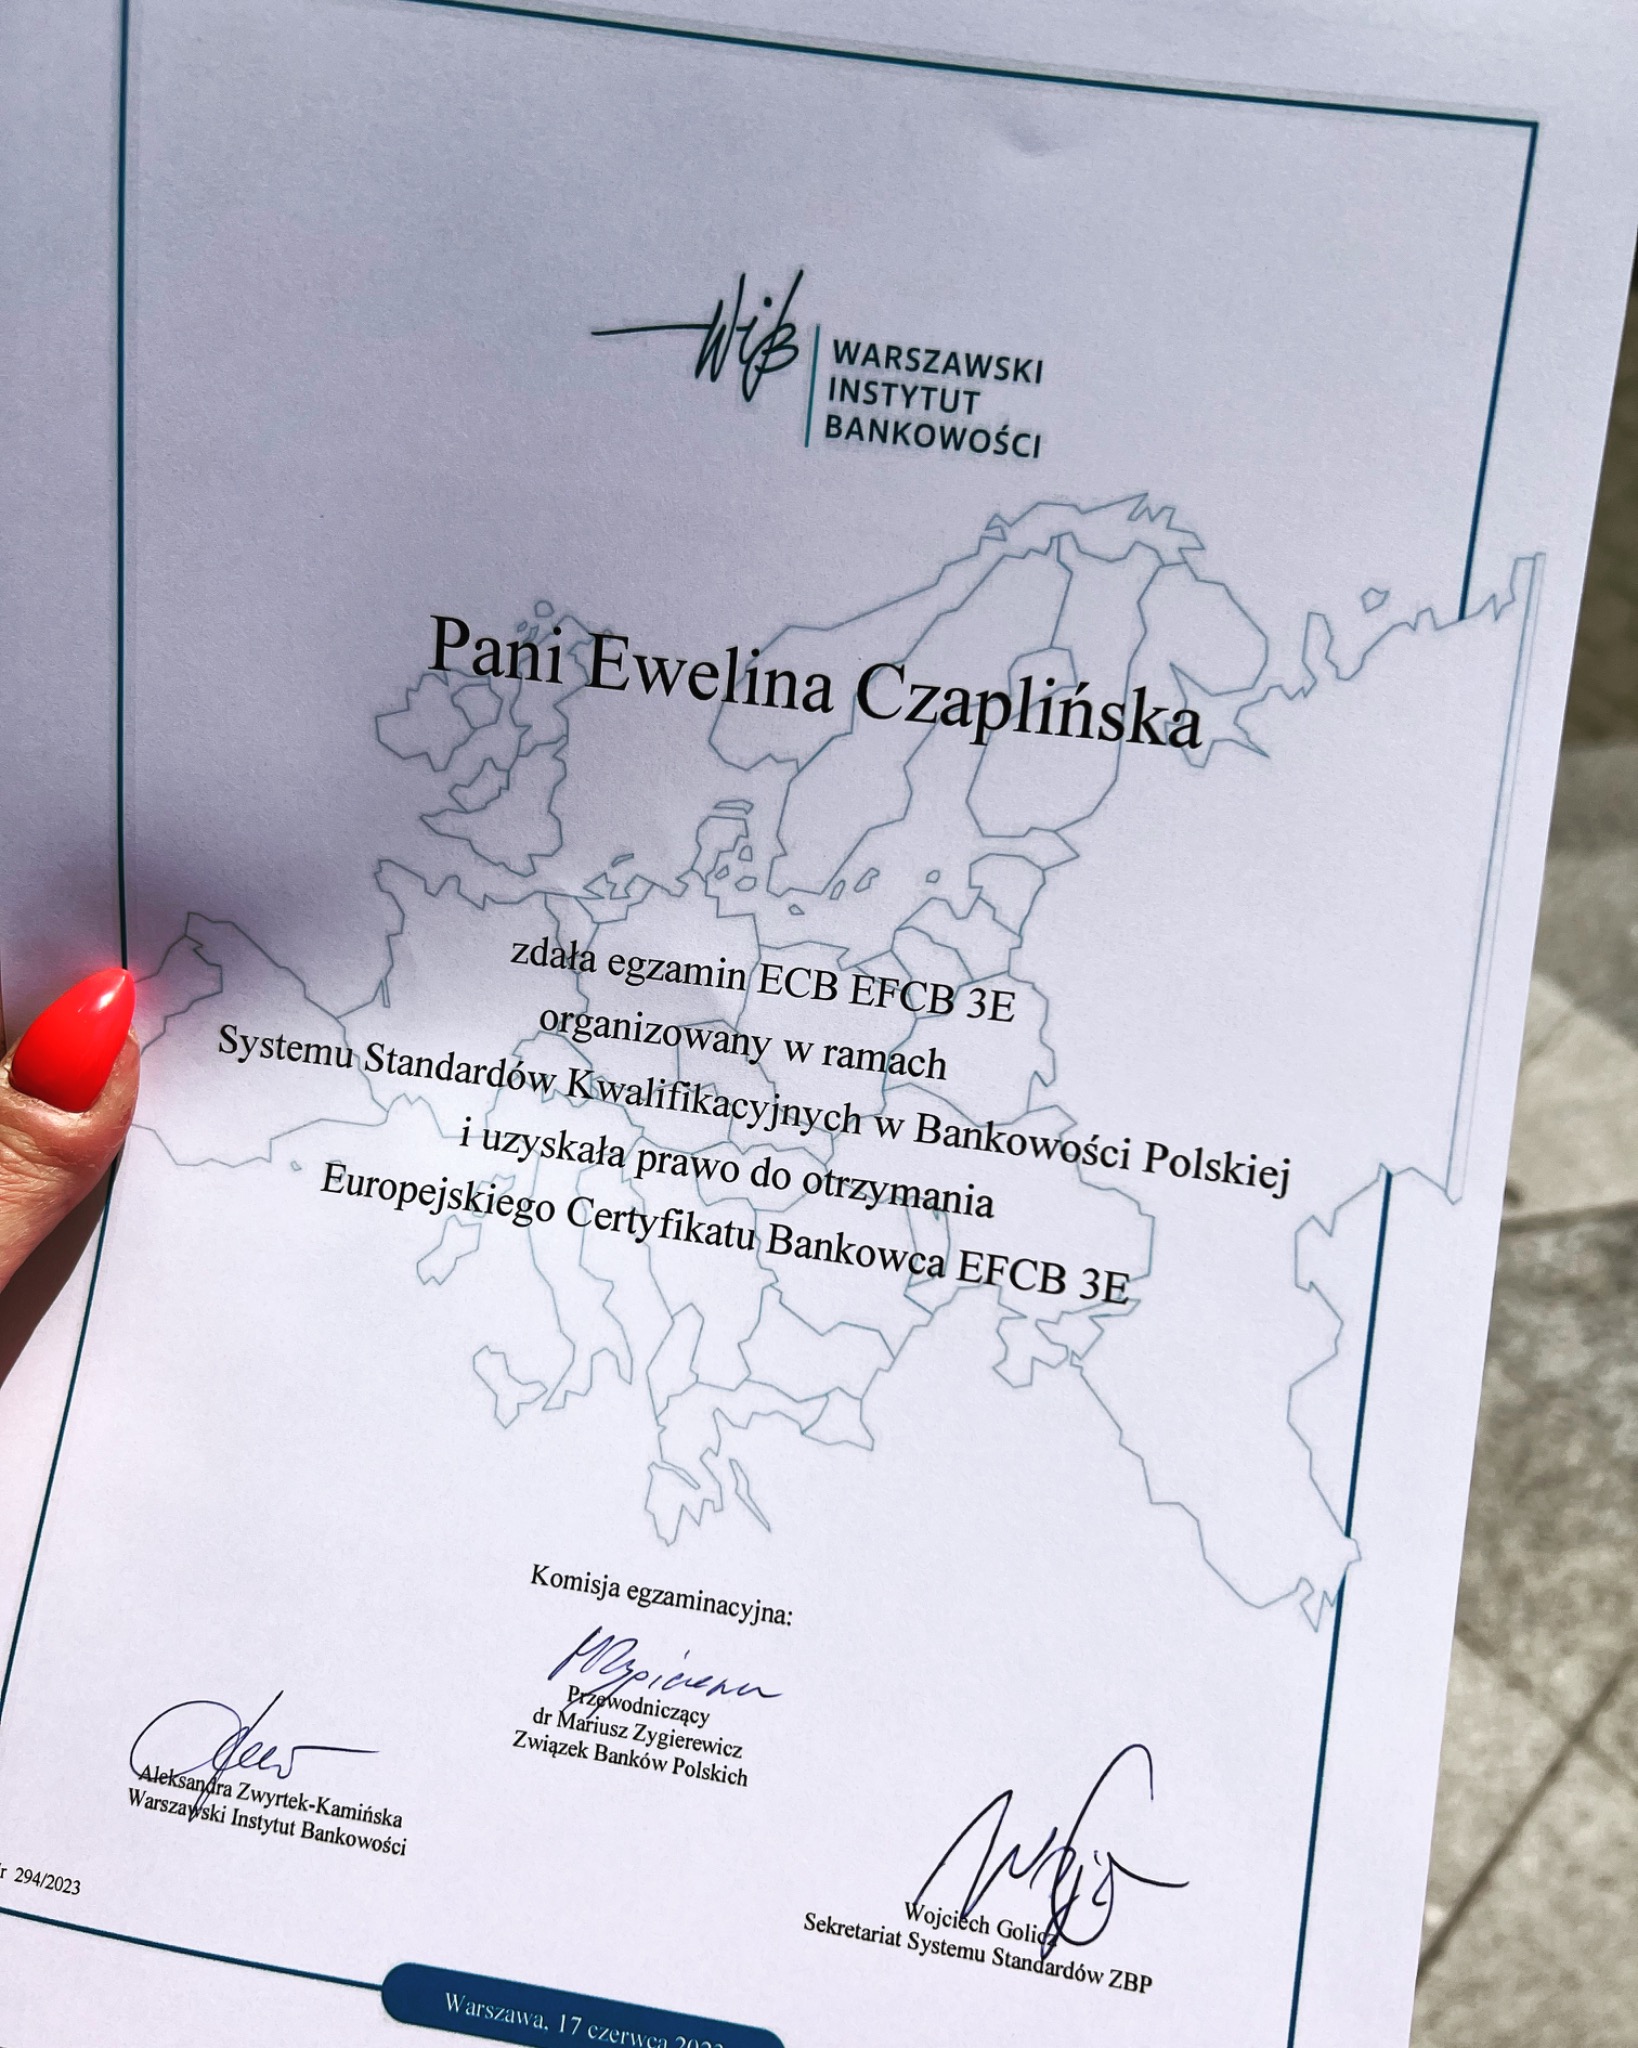 WiB
WARSZAWSKI
INSTYTUT
BANKOWOŚCI
Pani Ewelina Czaplińska
zdała egzamin ECB EFCB 3E
organizowany w ramach
Systemu Standardów Kwalifikacyjnych w Bankowości Polskiej
i uzyskała prawo do otrzymania
Europejskiego Certyfikatu Bankowca EFCB 3E
Komisja egzaminacyjna:
Przewodniczący
dr Mariusz Zygierewicz
Związek Banków Polskich
Aleksandra Zwyrtek-Kamińska
Warszawski Instytut Bankowości
Wojciech Golicz
Sekretariat Systemu Standardów ZBP
294/2023
Warszawa, 17 czerwca